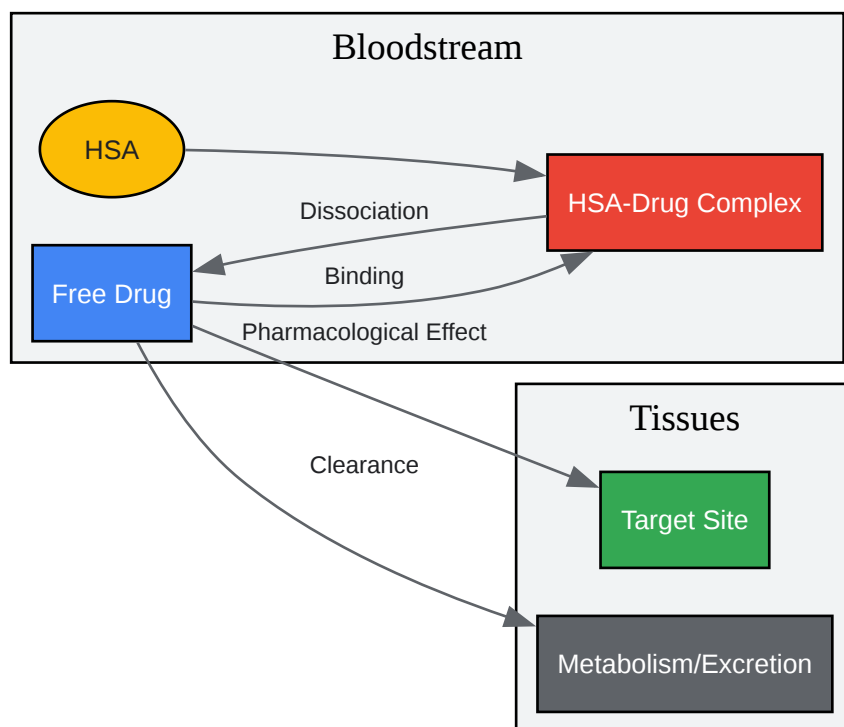 Bloodstream
HSA
HSA-Drug Complex
Dissociation
Binding
Free Drug
Pharmacological Effect
Tissues
Clearance
Target Site
Metabolism/Excretion